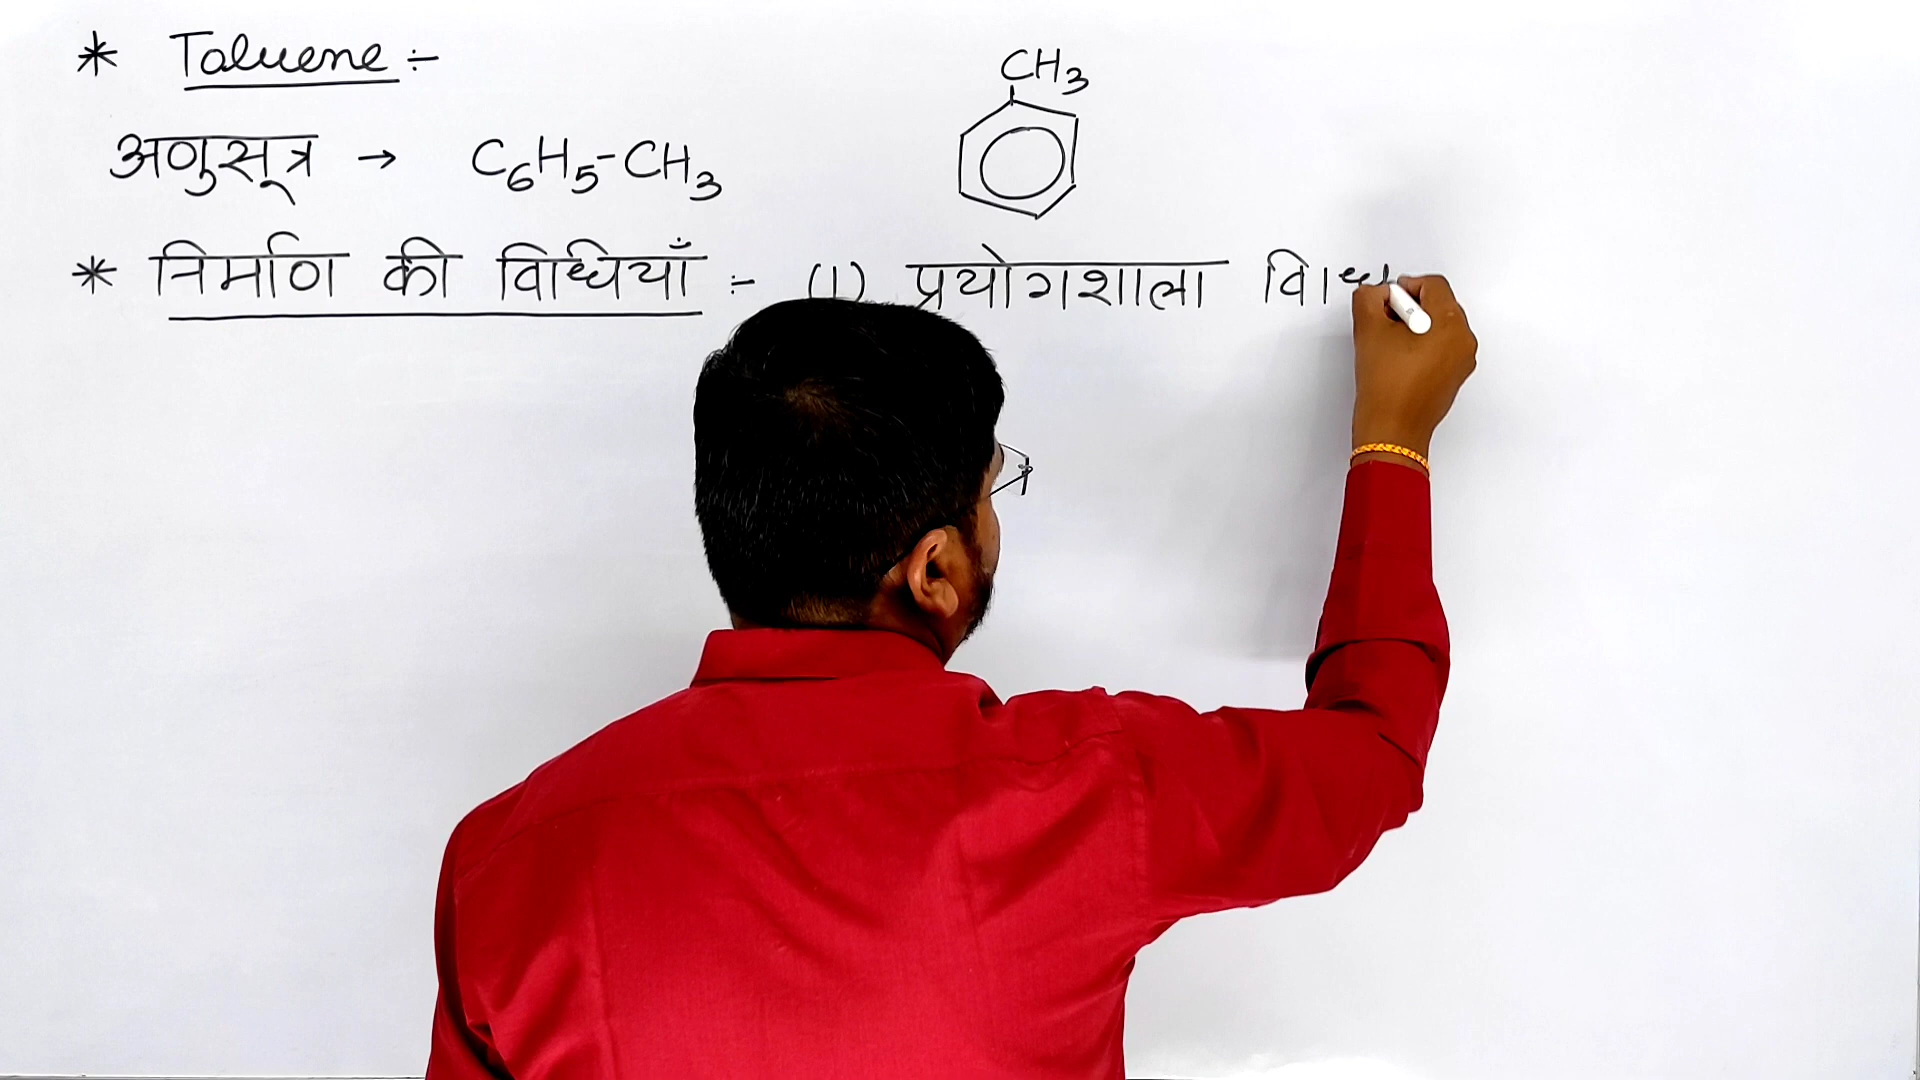 * Toluene :-
CH3
अणुसूत्र → C6H5-CH3
* निर्माण की विधियाँ :- (1) प्रयोगशाला